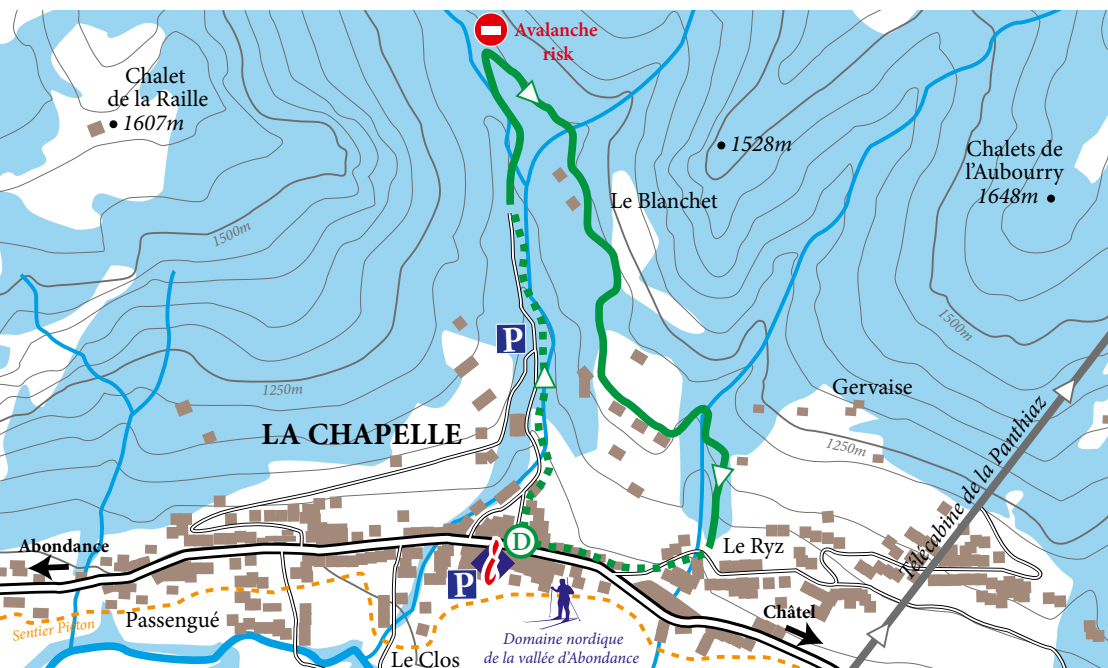 Avalanche
risk
Chalet
de la Raille
1607m
1528m
Chalets de
l'Aubourry
1648m
Le Blanchet
1500m
1500m
P
1250m
Gervaise
LA CHAPELLE
1250m
Télécabine de la Panthiaz
D
Le Ryz
Abondance
P
i
Châtel
Sentier Piéton
Passengué
Domaine nordique
de la vallée d'Abondance
Le Clos